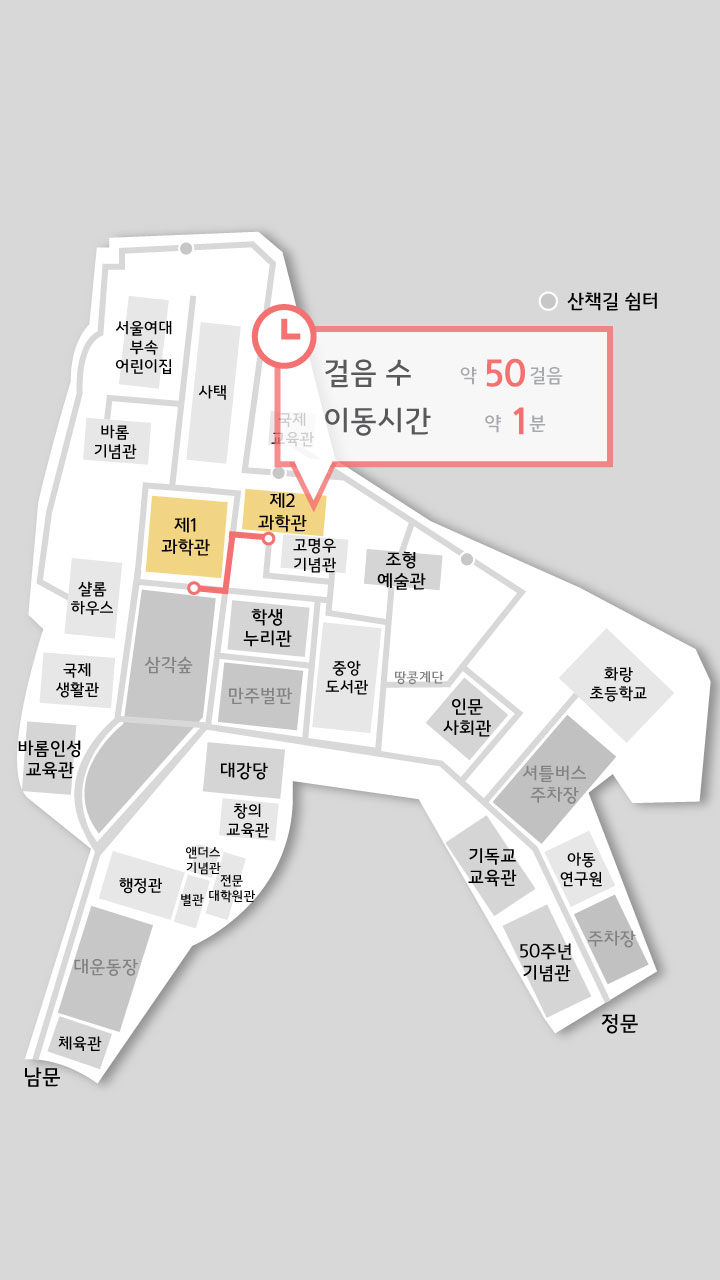 산책길 쉼터
서울여대
부속
어린이집
걸음 수 약 50 걸음
이동시간 약 1 분
사택
국제
교육관
바롬
기념관
제1
과학관
제2
과학관
고명우
기념관
조형
예술관
샬롬
하우스
학생
누리관
삼각숲
국제
생활관
중앙
도서관
땅콩계단
화랑
초등학교
만주벌판
인문
사회관
바롬인성
교육관
대강당
셔틀버스
주차장
창의
교육관
앤더스
기념관
기독교
교육관
아동
연구원
행정관
별관
전문
대학원관
50주년
기념관
주차장
대운동장
체육관
정문
남문